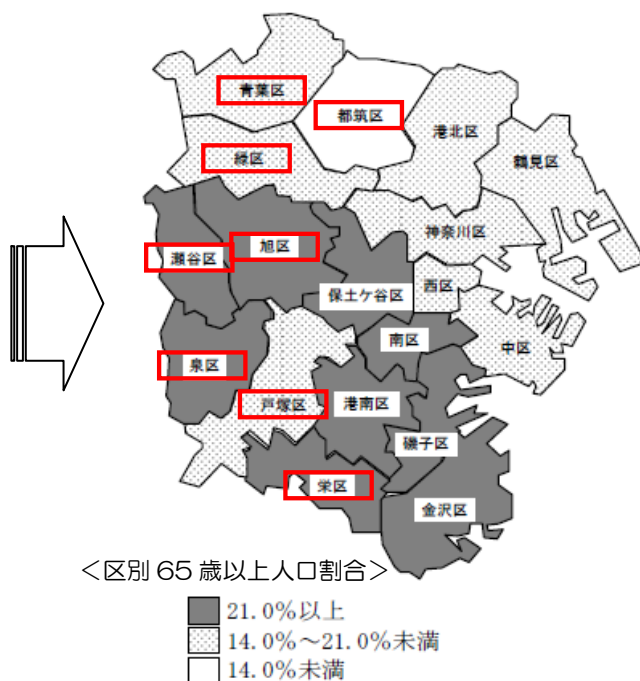 青葉区
都筑区
港北区
緑区
鶴見区
神奈川区
旭区
瀬谷区
西区
保土ケ谷区
南区
中区
泉区
戸塚区
港南区
磯子区
栄区
金沢区
＜区別 65 歳以上人口割合＞
21.0%以上
14.0%～21.0%未満
14.0%未満